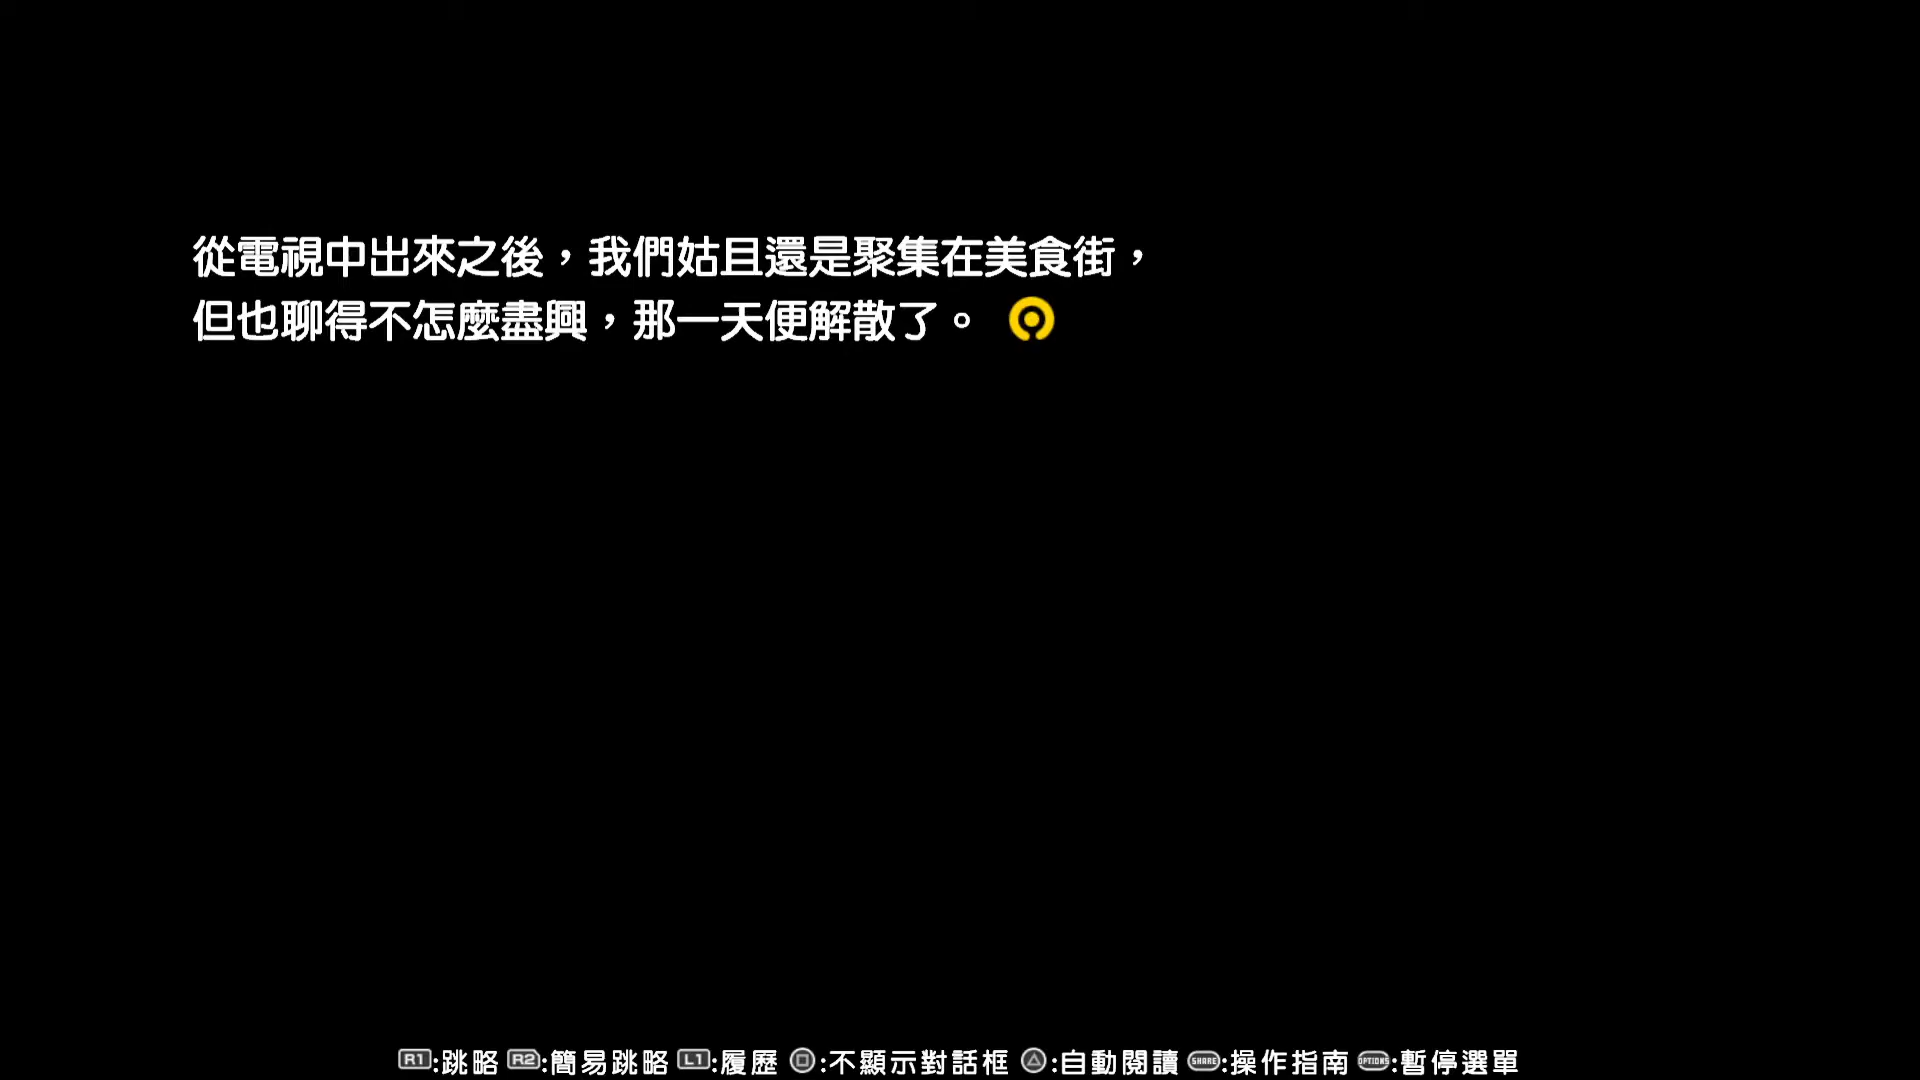 從電視中出來之後，我們姑且還是聚集在美食街，
但也聊得不怎麼盡興，那一天便解散了。
R1:跳略 R2:簡易跳略 L1:履歷 :不顯示對話框 :自動閱讀 SHARE:操作指南 OPTIONS:暫停選單